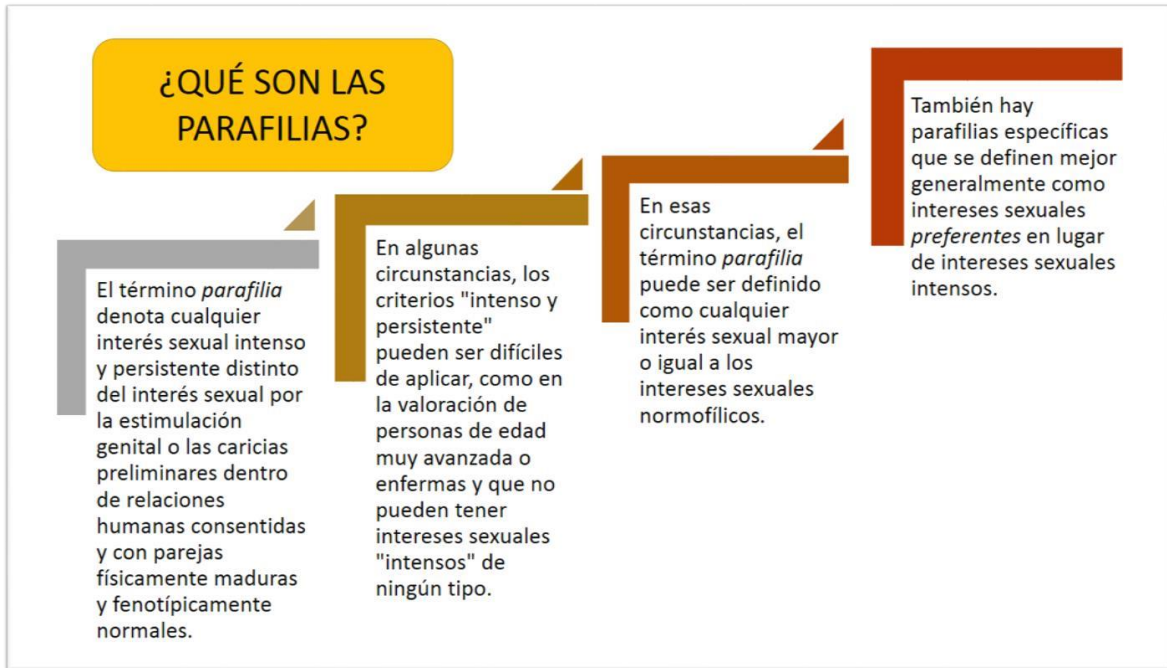 ¿QUÉ SON LAS
PARAFILIAS?
El término parafilia
denota cualquier
interés sexual intenso
y persistente distinto
del interés sexual por
la estimulación
genital o las caricias
preliminares dentro
de relaciones
humanas consentidas
y con parejas
físicamente maduras
y fenotípicamente
normales.
En algunas
circunstancias, los
criterios "intenso y
persistente"
pueden ser difíciles
de aplicar, como en
la valoración de
personas de edad
muy avanzada o
enfermas y que no
pueden tener
intereses sexuales
"intensos" de
ningún tipo.
En esas
circunstancias, el
término parafilia
puede ser definido
como cualquier
interés sexual mayor
o igual a los
intereses sexuales
normofílicos.
También hay
parafilias específicas
que se definen mejor
generalmente como
intereses sexuales
preferentes en lugar
de intereses sexuales
intensos.